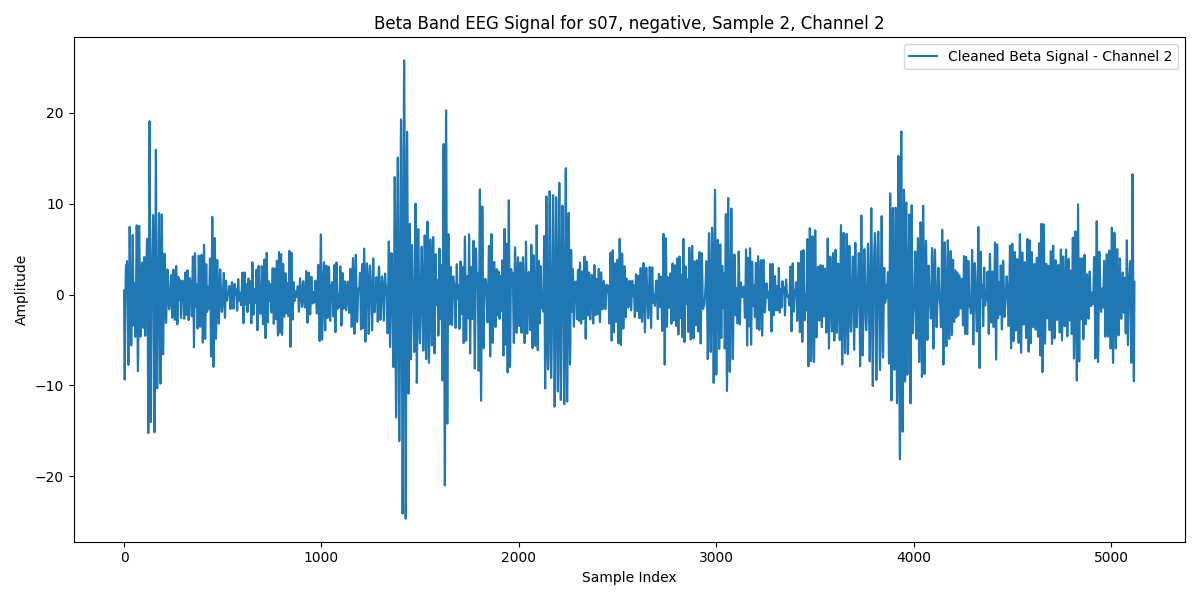 Beta Band EEG Signal for s07, negative, Sample 2, Channel 2
Cleaned Beta Signal - Channel 2
Amplitude
20
10
0
−10
−20
0 1000 2000 3000 4000 5000
Sample Index